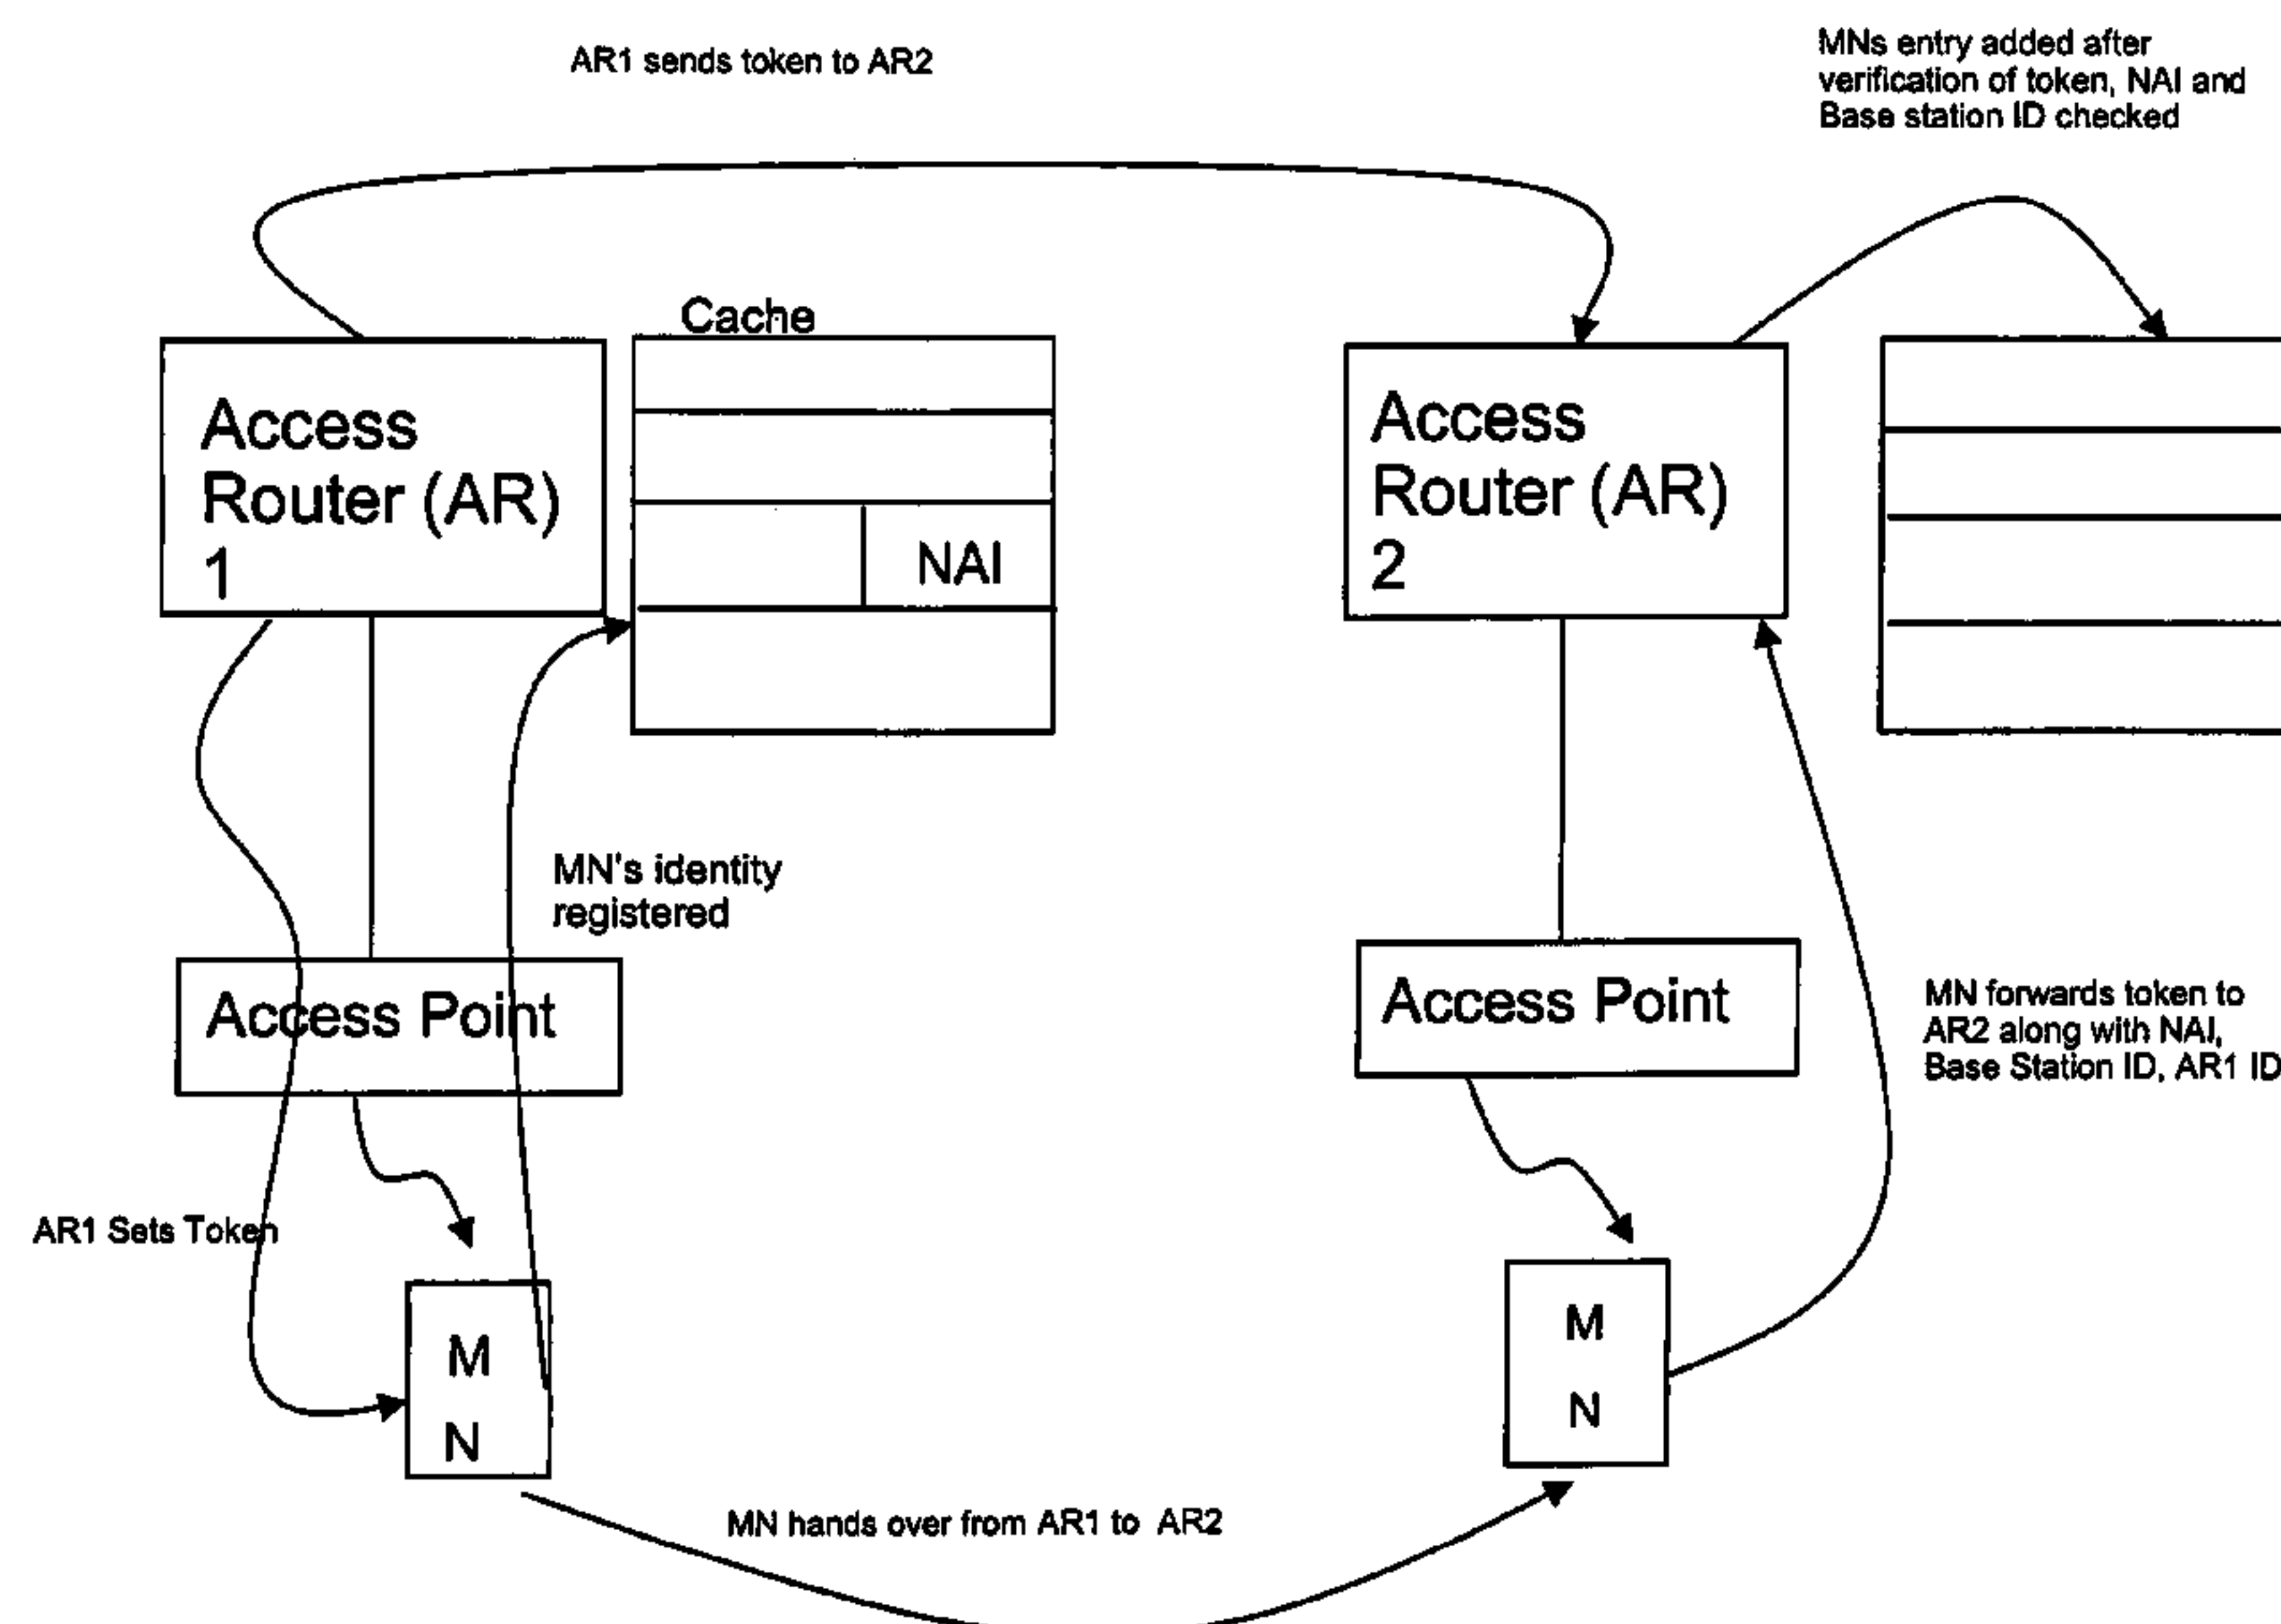 AR1 sends token to AR2
MNs entry added after
verification of token, NAI and
Base station ID checked
Cache
Access
Router (AR)
1
NAI
Access
Router (AR)
2
MN's identity
registered
Access Point
Access Point
MN forwards token to
AR2 along with NAI,
Base Station ID, AR1 ID
AR1 Sets Token
M
N
M
N
MN hands over from AR1 to AR2